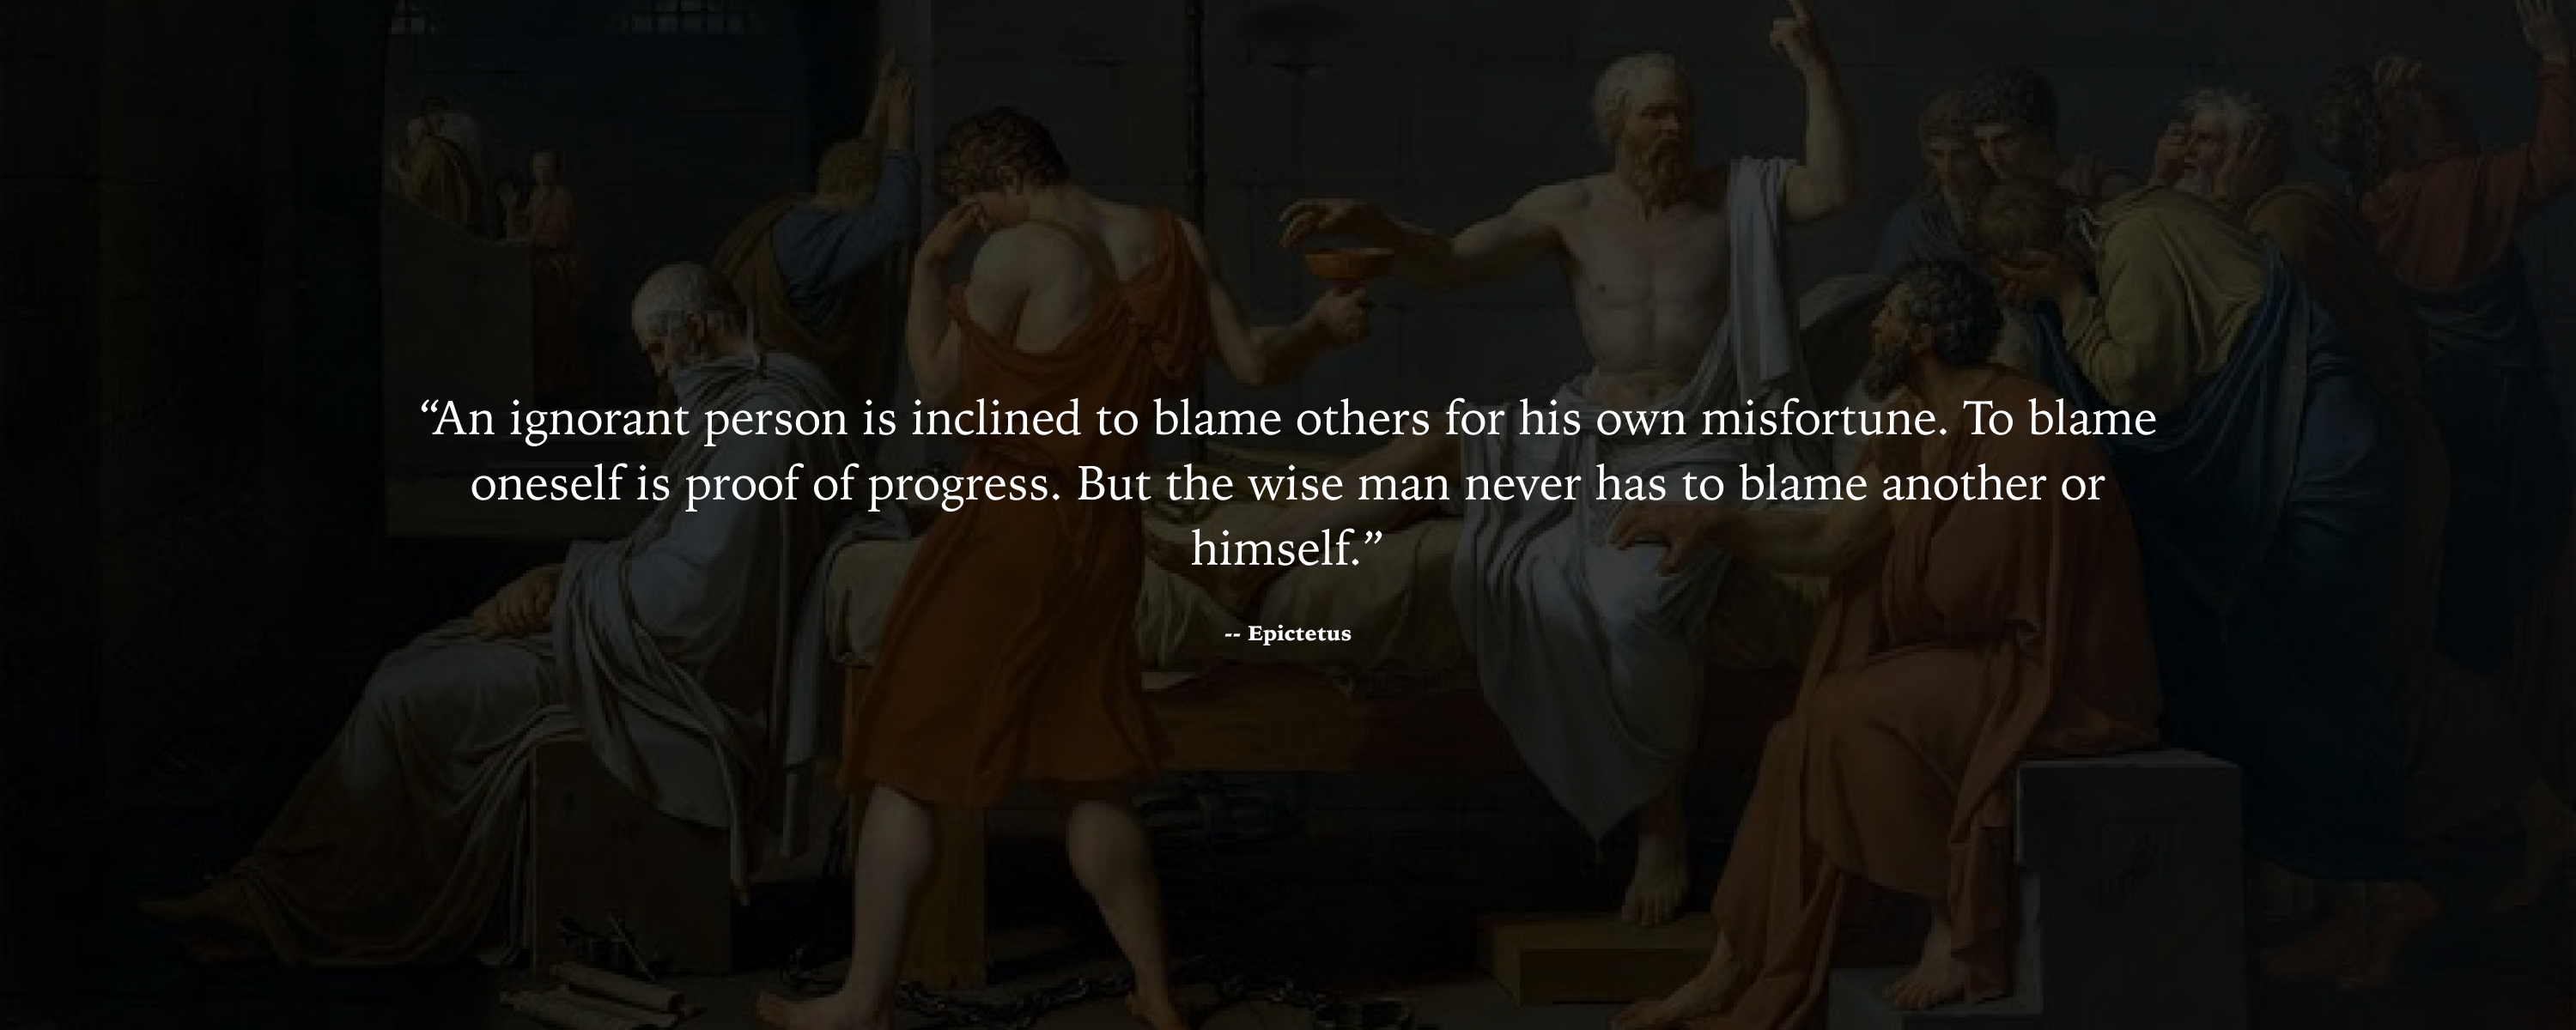 “An ignorant person is inclined to blame others for his own misfortune. To blame
oneself is proof of progress. But the wise man never has to blame another or
himself.”
-- Epictetus